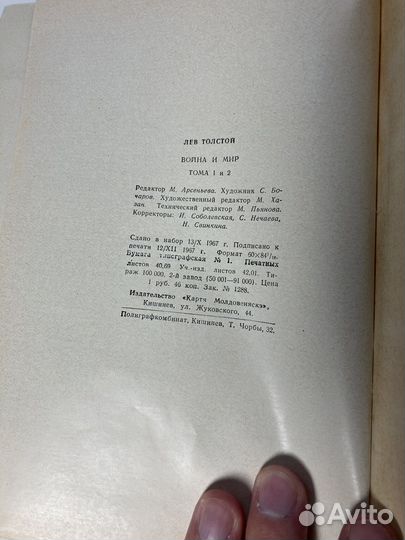 ЛЕВ ТОЛСТОЙ
ВОЙНА И МИР
ТОМА 1 и 2
Редактор М. Арсеньева. Художник С. Бо-
чаров. Художественный редактор М. Ха-
зан. Технический редактор М. Пьянова.
Корректоры: Н. Соболевская, С. Нечаева,
Н. Свинкина.
Сдано в набор 13/X 1967 г. Подписано к
печати 12/XII 1967 г. Формат 60×84¹/₁₆.
Бумага типографская № 1. Печатных
листов 40,69 Уч.-изд. листов 42,01. Ти-
раж 100 000. 2-й завод (50 001—91 000). Цена
1 руб. 46 коп. Зак. № 1288.
Издательство «Картя Молдовеняскэ»,
Кишинев, ул. Жуковского, 44.
Полиграфкомбинат, Кишинев, Т. Чорбы, 32.
Avito